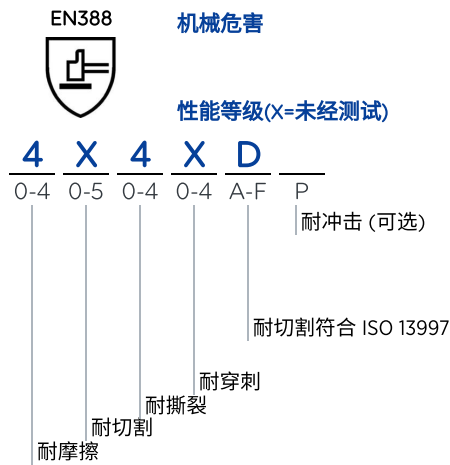 EN388
机械危害
性能等级(X=未经测试)
4 X 4 X D
0-4 0-5 0-4 0-4 A-F P
耐冲击 (可选)
耐切割符合 ISO 13997
耐穿刺
耐撕裂
耐切割
耐摩擦